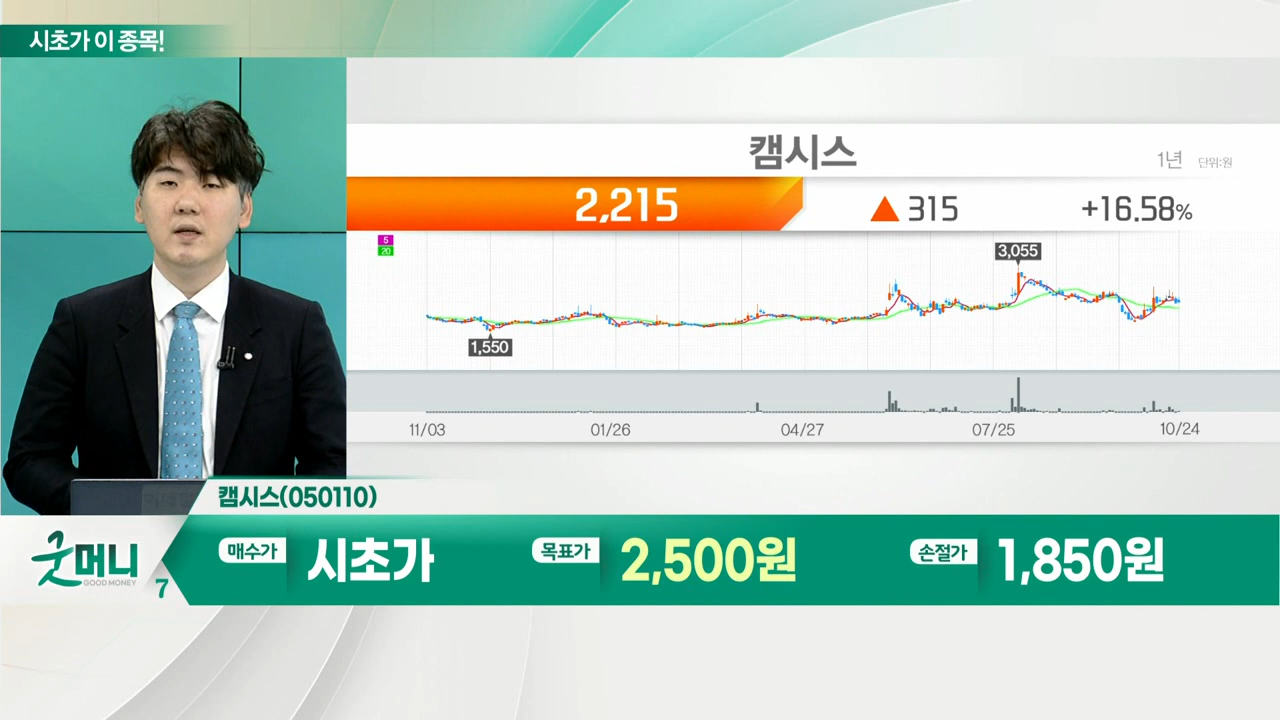 시초가 이 종목!
캠시스
1년 단위:원
2,215 ▲ 315 +16.58%
5
20
3,055
1,550
11/03 01/26 04/27 07/25 10/24
캠시스(050110)
굿머니
GOOD MONEY
7
매수가 시초가 목표가 2,500원 손절가 1,850원